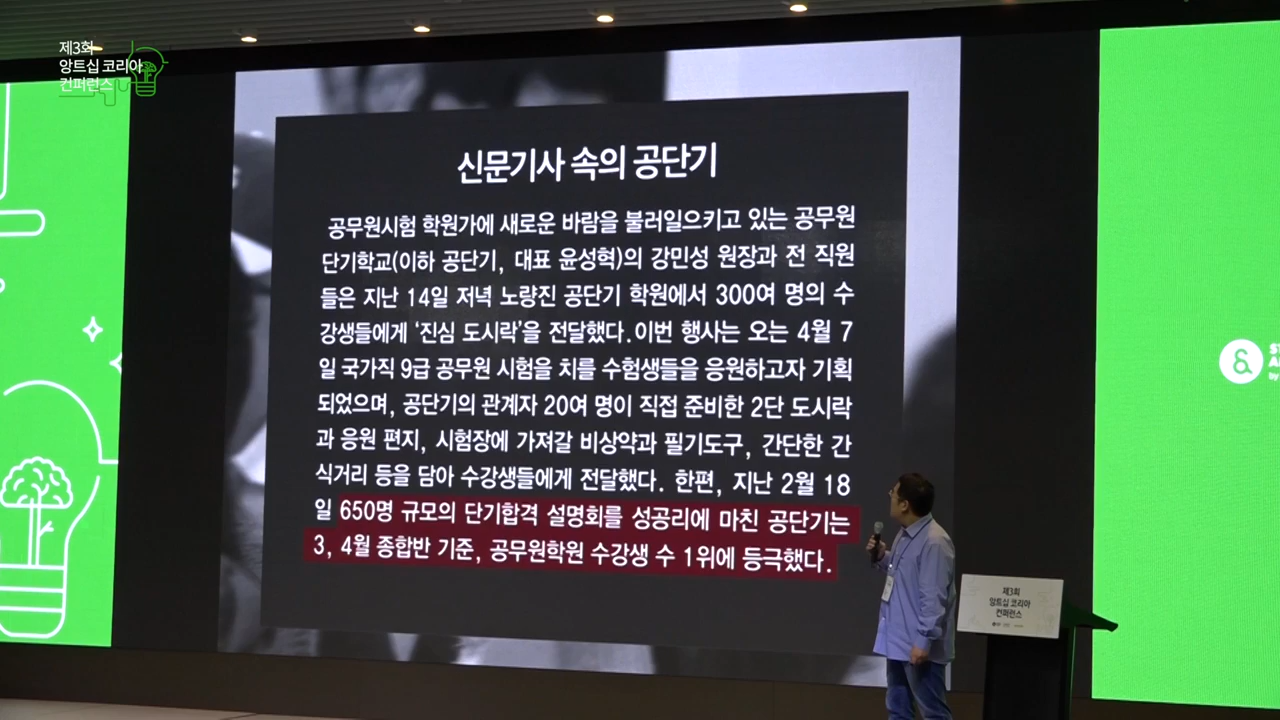 제3회
앙트십 코리아
컨퍼런스
신문기사 속의 공단기
공무원시험 학원가에 새로운 바람을 불러일으키고 있는 공무원
단기학교(이하 공단기, 대표 윤성혁)의 강민성 원장과 전 직원
들은 지난 14일 저녁 노량진 공단기 학원에서 300여 명의 수
강생들에게 '진심 도시락'을 전달했다.이번 행사는 오는 4월 7
일 국가직 9급 공무원 시험을 치를 수험생들을 응원하고자 기획
되었으며, 공단기의 관계자 20여 명이 직접 준비한 2단 도시락
과 응원 편지, 시험장에 가져갈 비상약과 필기도구, 간단한 간
식거리 등을 담아 수강생들에게 전달했다. 한편, 지난 2월 18
일 650명 규모의 단기합격 설명회를 성공리에 마친 공단기는
3, 4월 종합반 기준, 공무원학원 수강생 수 1위에 등극했다.
제3회
앙트십 코리아
컨퍼런스